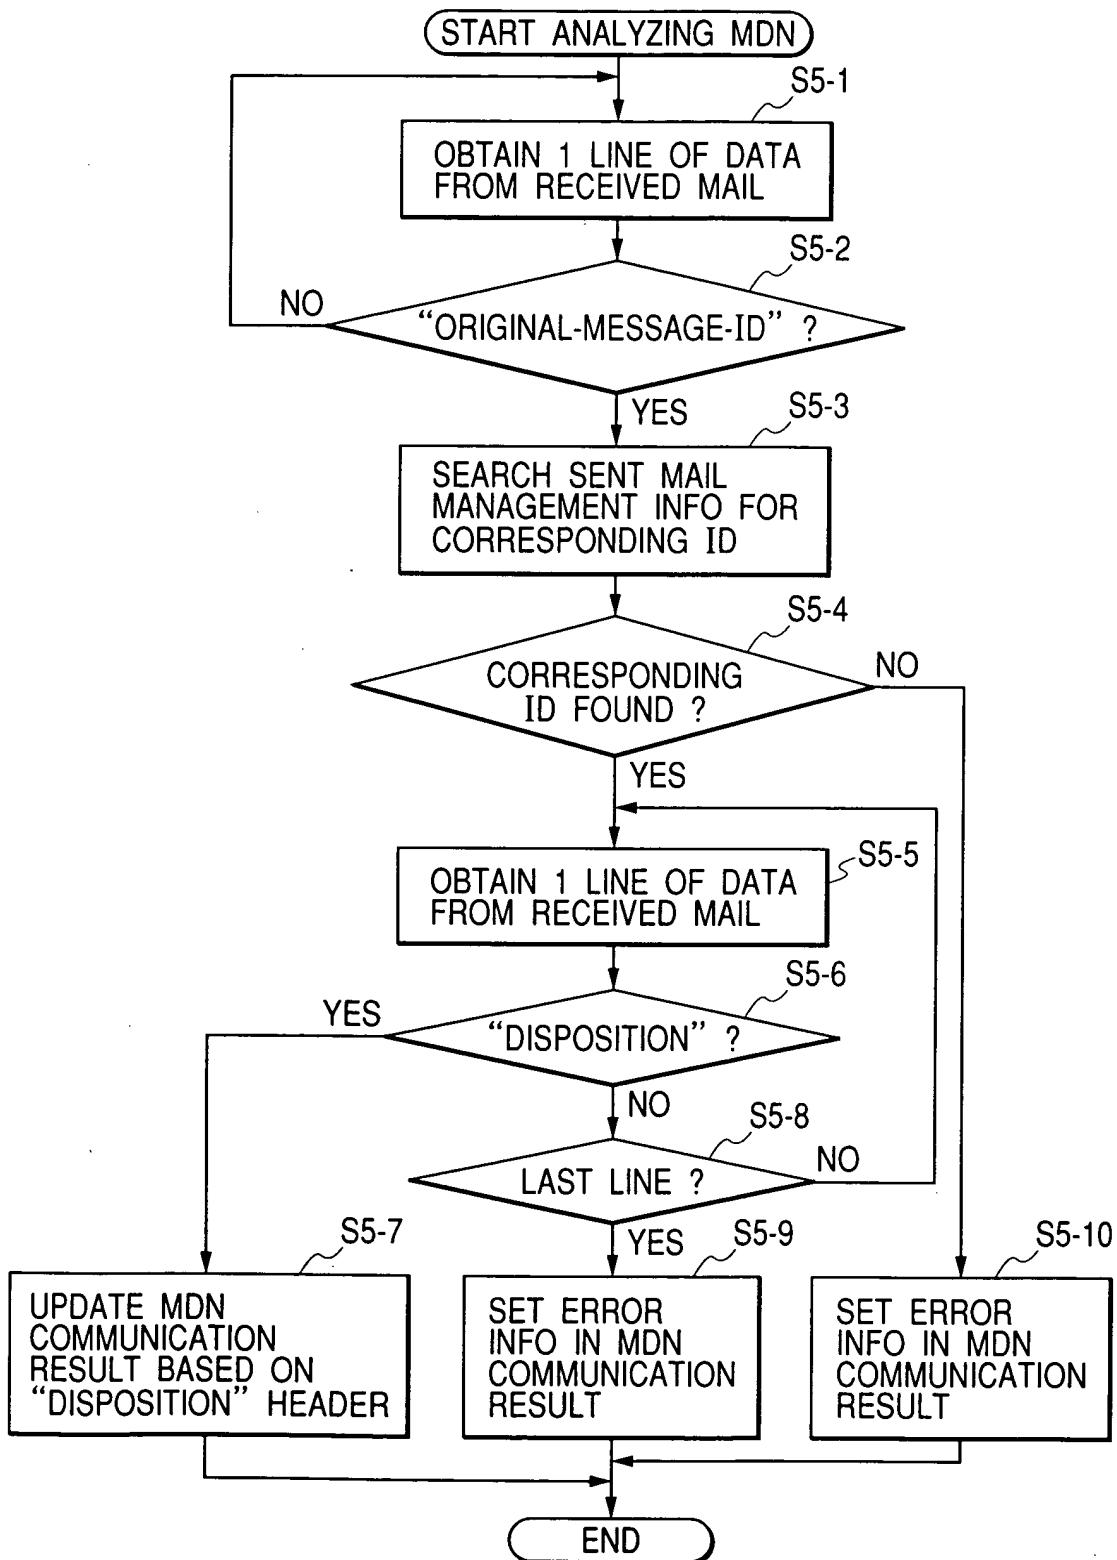 START ANALYZING MDN
S5-1
OBTAIN 1 LINE OF DATA
FROM RECEIVED MAIL
S5-2
NO
“ORIGINAL-MESSAGE-ID” ?
YES
S5-3
SEARCH SENT MAIL
MANAGEMENT INFO FOR
CORRESPONDING ID
S5-4
NO
CORRESPONDING
ID FOUND ?
YES
S5-5
OBTAIN 1 LINE OF DATA
FROM RECEIVED MAIL
S5-6
YES
“DISPOSITION” ?
NO
S5-8
LAST LINE ?
NO
YES
S5-7
S5-9
S5-10
UPDATE MDN
COMMUNICATION
RESULT BASED ON
“DISPOSITION” HEADER
SET ERROR
INFO IN MDN
COMMUNICATION
RESULT
SET ERROR
INFO IN MDN
COMMUNICATION
RESULT
END